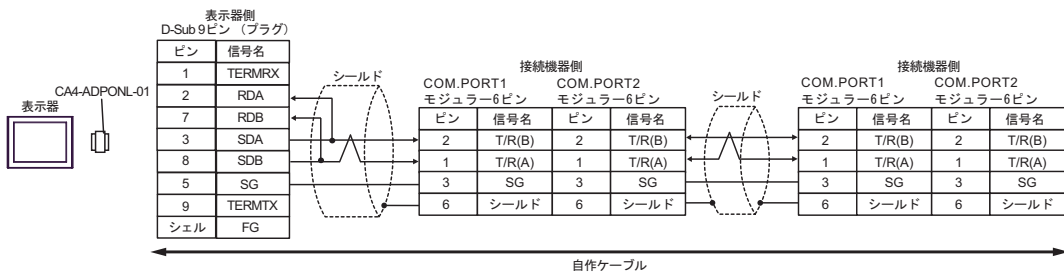 表示器側
D-Sub 9ピン （プラグ）
ピン 信号名
1 TERMRX
2 RDA
7 RDB
3 SDA
8 SDB
5 SG
9 TERMTX
シェル FG
CA4-ADPONL-01
表示器
シールド
接続機器側
COM.PORT1 COM.PORT2
モジュラー6ピン モジュラー6ピン
ピン 信号名 ピン 信号名
2 T/R(B) 2 T/R(B)
1 T/R(A) 1 T/R(A)
3 SG 3 SG
6 シールド 6 シールド
シールド
接続機器側
COM.PORT1 COM.PORT2
モジュラー6ピン モジュラー6ピン
ピン 信号名 ピン 信号名
2 T/R(B) 2 T/R(B)
1 T/R(A) 1 T/R(A)
3 SG 3 SG
6 シールド 6 シールド
自作ケーブル